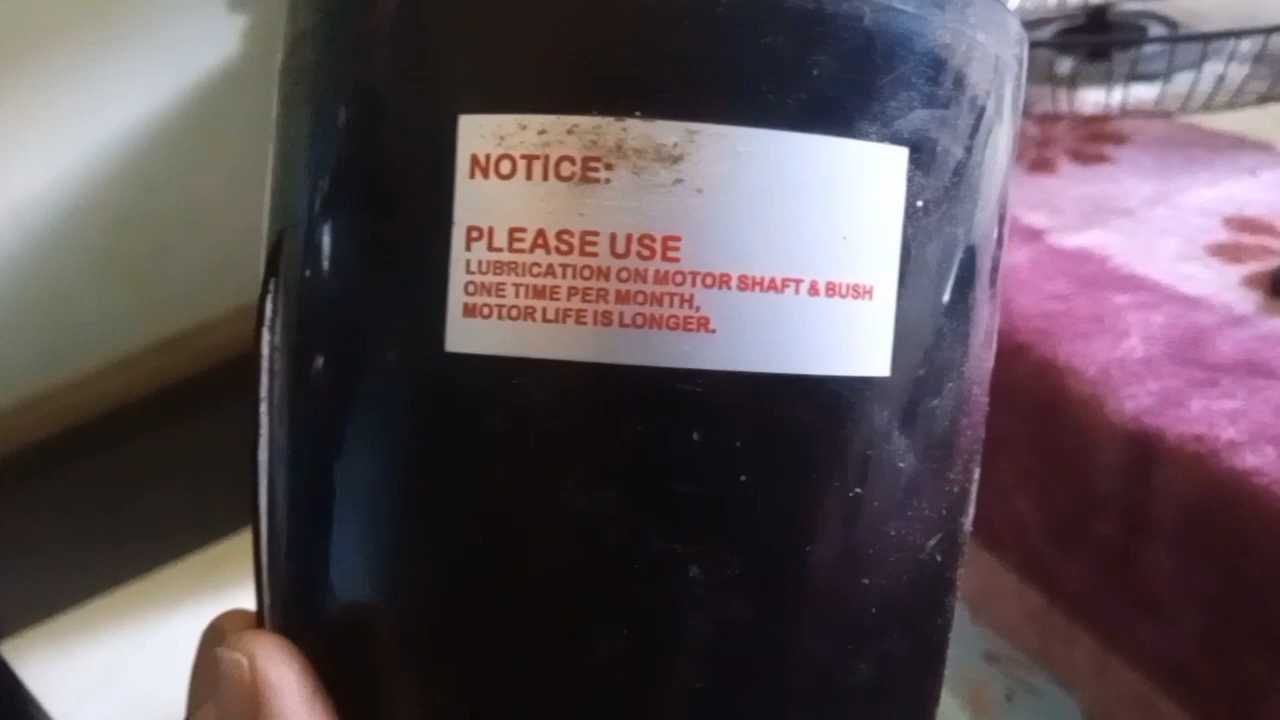 NOTICE:
PLEASE USE
LUBRICATION ON MOTOR SHAFT & BUSH
ONE TIME PER MONTH,
MOTOR LIFE IS LONGER.